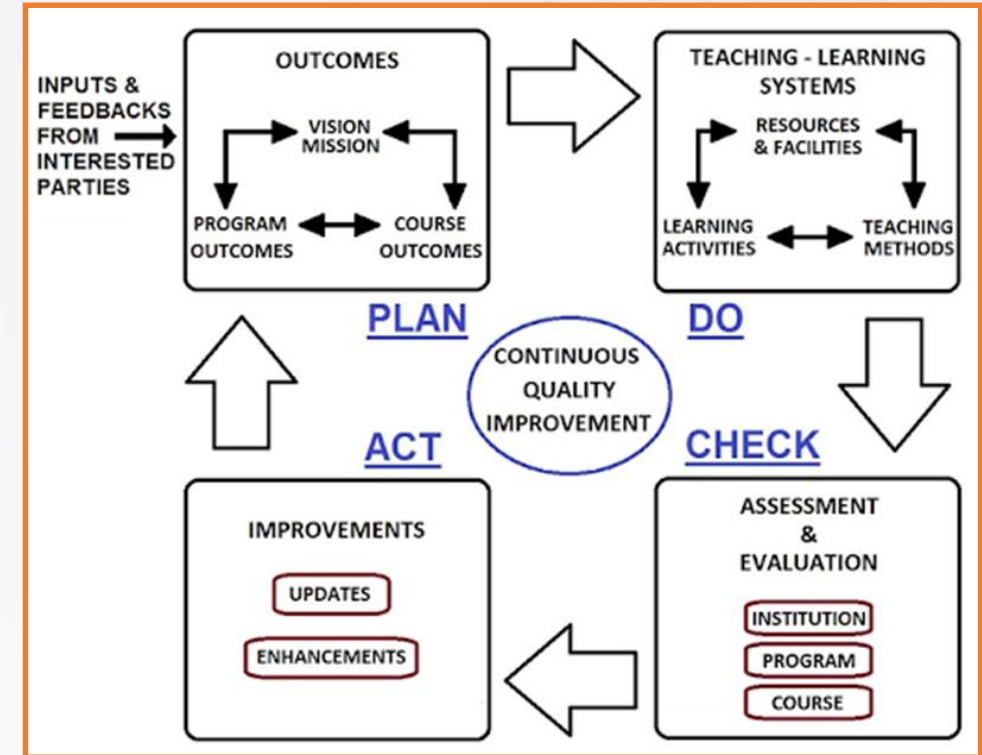 INPUTS &
FEEDBACKS
FROM
INTERESTED
PARTIES
OUTCOMES
VISION
MISSION
PROGRAM
OUTCOMES
COURSE
OUTCOMES
PLAN
TEACHING - LEARNING
SYSTEMS
RESOURCES
& FACILITIES
LEARNING
ACTIVITIES
TEACHING
METHODS
DO
CONTINUOUS
QUALITY
IMPROVEMENT
ACT
IMPROVEMENTS
UPDATES
ENHANCEMENTS
CHECK
ASSESSMENT
&
EVALUATION
INSTITUTION
PROGRAM
COURSE